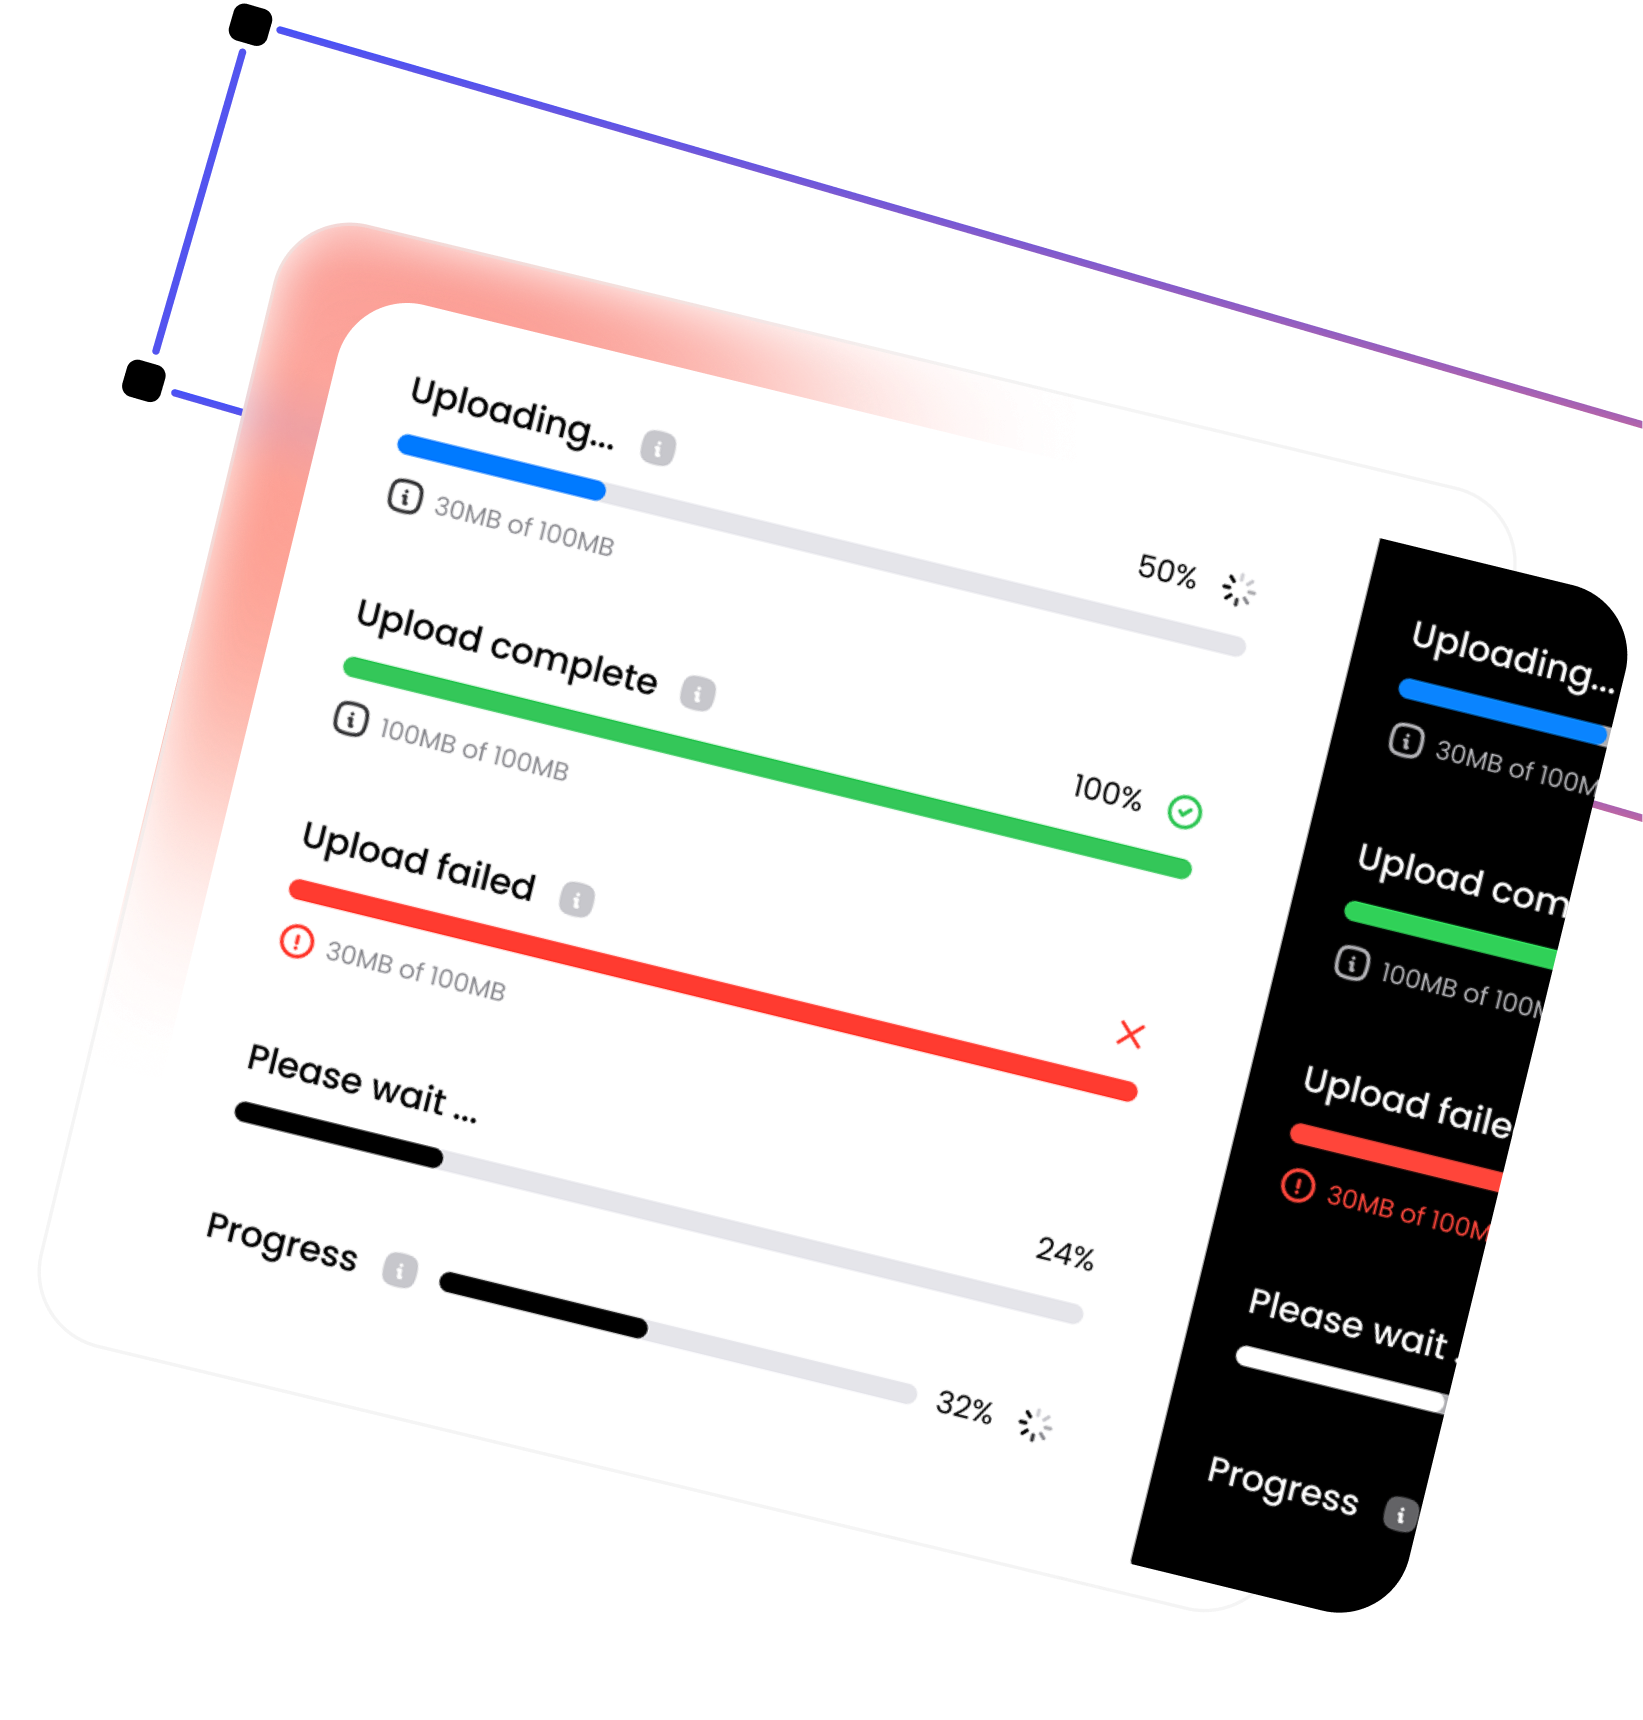 Uploading...
50%
30MB of 100MB
Upload complete
100%
100MB of 100MB
Upload failed
30MB of 100MB
Please wait ...
24%
Progress
32%
Uploading...
30MB of 100M
Upload com
100MB of 100M
Upload faile
30MB of 100M
Please wait .
Progress